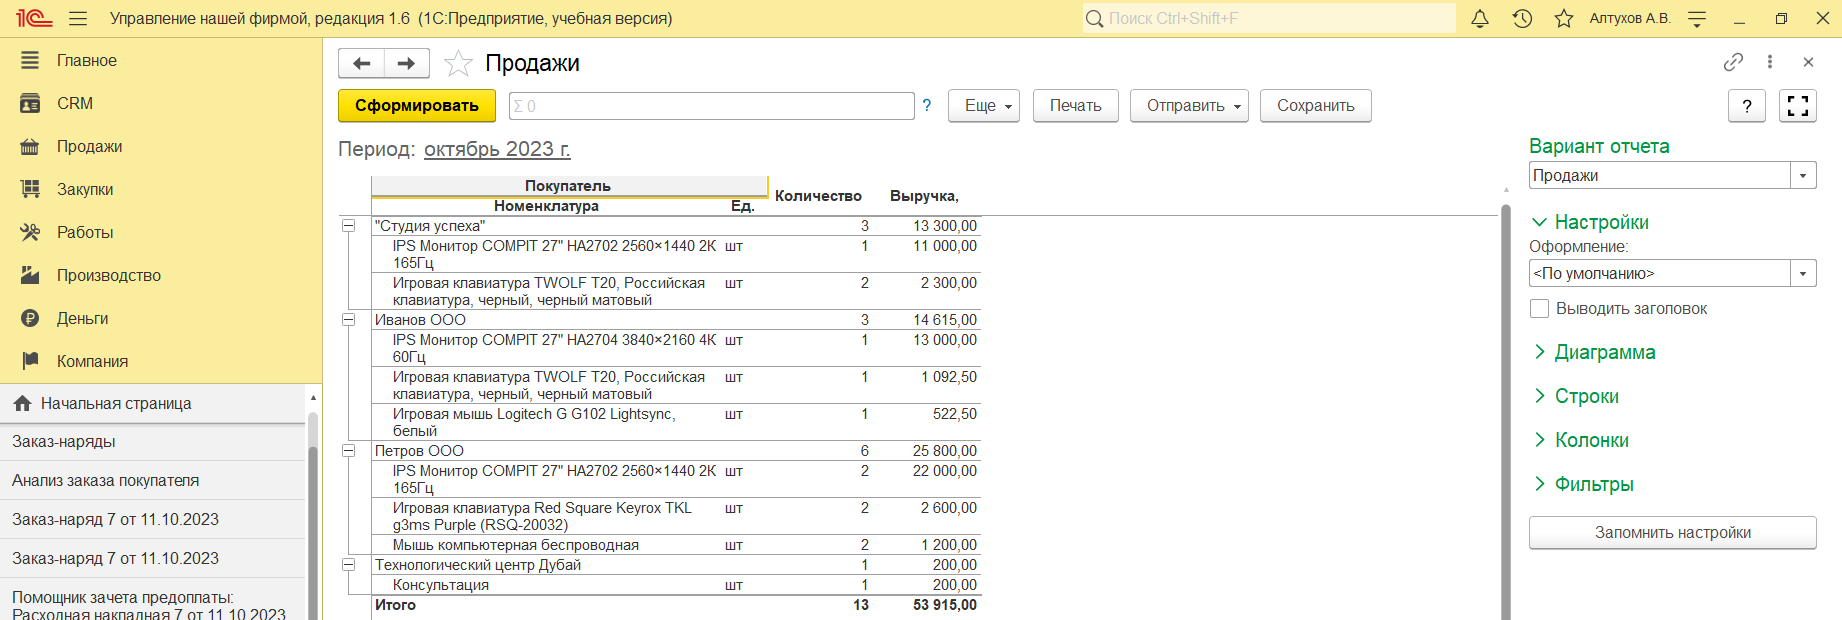 1С Управление нашей фирмой, редакция 1.6 (1С:Предприятие, учебная версия)
Поиск Ctrl+Shift+F
Алтухов А.В.
Главное
CRM
Продажи
Закупки
Работы
Производство
Деньги
Компания
Начальная страница
Заказ-наряды
Анализ заказа покупателя
Заказ-наряд 7 от 11.10.2023
Заказ-наряд 7 от 11.10.2023
Помощник зачета предоплаты:
Расходная накладная 7 от 11.10.2023
Продажи
Сформировать
Σ 0
?
Еще
Печать
Отправить
Сохранить
?
Период: октябрь 2023 г.
Покупатель Количество Выручка,
Номенклатура Ед.
"Студия успеха" 3 13 300,00
IPS Монитор COMPIT 27" HA2702 2560×1440 2К шт 1 11 000,00
165Гц
Игровая клавиатура TWOLF T20, Российская шт 2 2 300,00
клавиатура, черный, черный матовый
Иванов ООО 3 14 615,00
IPS Монитор COMPIT 27" HA2704 3840×2160 4К шт 1 13 000,00
60Гц
Игровая клавиатура TWOLF T20, Российская шт 1 1 092,50
клавиатура, черный, черный матовый
Игровая мышь Logitech G G102 Lightsync, шт 1 522,50
белый
Петров ООО 6 25 800,00
IPS Монитор COMPIT 27" HA2702 2560×1440 2К шт 2 22 000,00
165Гц
Игровая клавиатура Red Square Keyrox TKL шт 2 2 600,00
g3ms Purple (RSQ-20032)
Мышь компьютерная беспроводная шт 2 1 200,00
Технологический центр Дубай 1 200,00
Консультация шт 1 200,00
Итого 13 53 915,00
Вариант отчета
Продажи
Настройки
Оформление:
<По умолчанию>
Выводить заголовок
Диаграмма
Строки
Колонки
Фильтры
Запомнить настройки